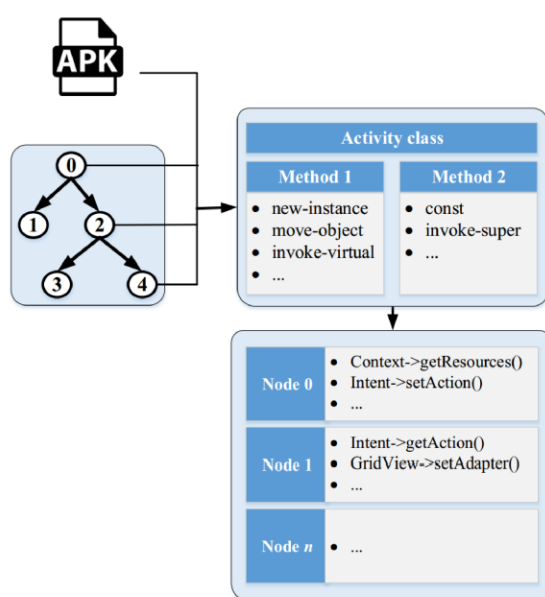 APK
0
1
2
3
4
Activity class
Method 1
• new-instance
• move-object
• invoke-virtual
• ...
Method 2
• const
• invoke-super
• ...
Node 0
• Context->getResources()
• Intent->setAction()
• ...
Node 1
• Intent->getAction()
• GridView->setAdapter()
• ...
Node n
• ...